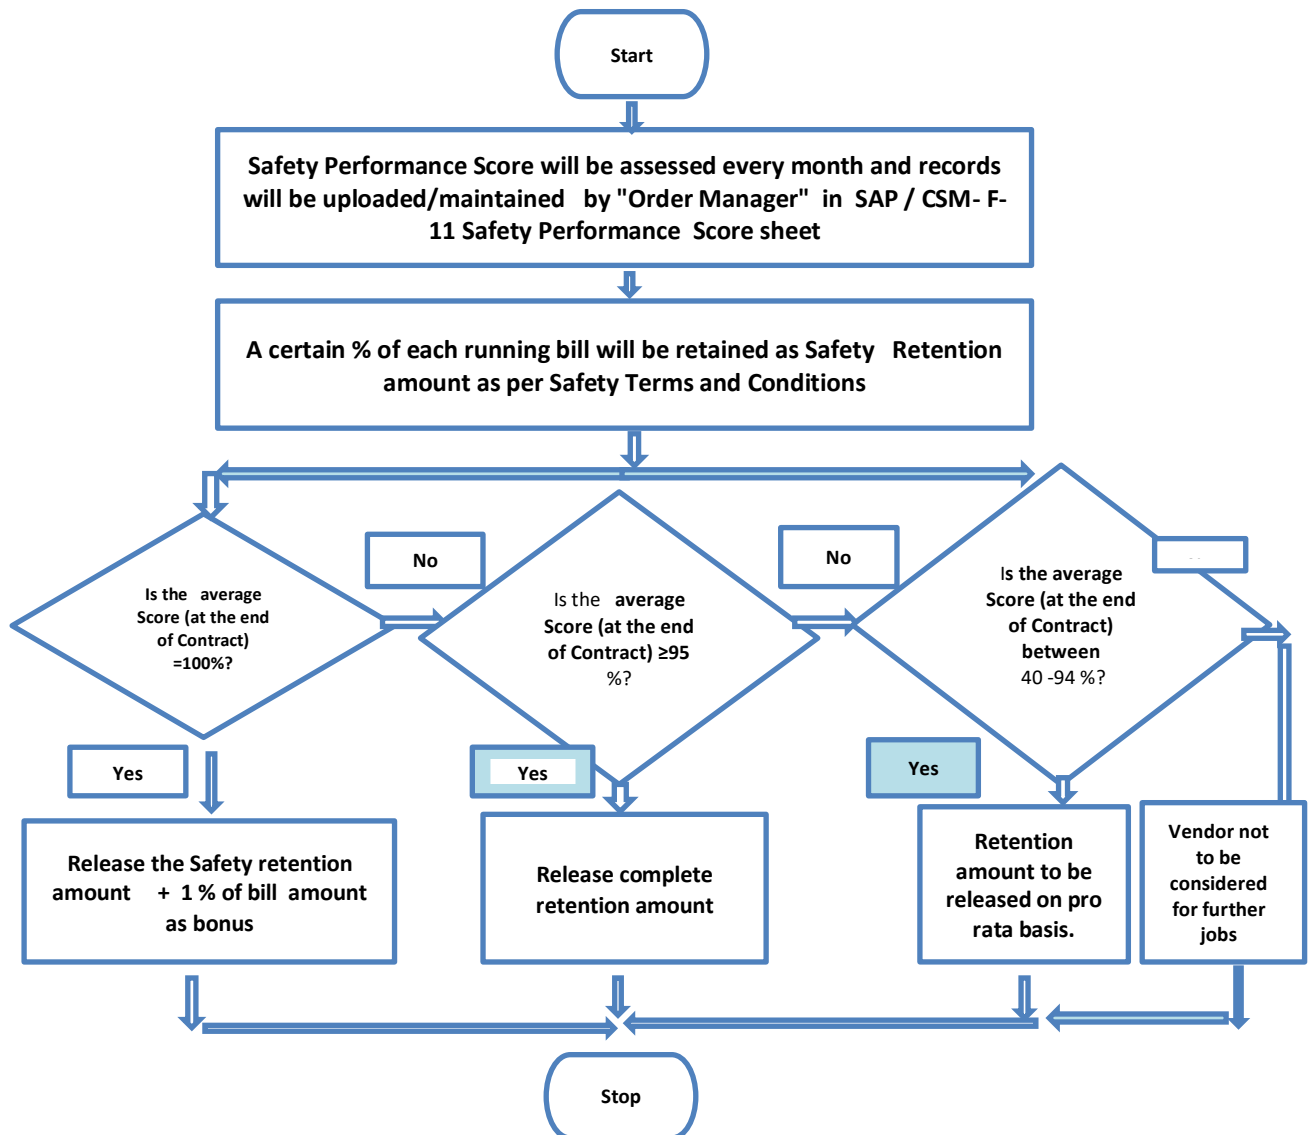 Start
Safety Performance Score will be assessed every month and records
will be uploaded/maintained by "Order Manager" in SAP / CSM- F-
11 Safety Performance Score sheet
A certain % of each running bill will be retained as Safety Retention
amount as per Safety Terms and Conditions
Is the average
Score (at the end
of Contract)
=100%?
No
Is the average
Score (at the end
of Contract) ≥95
%?
No
Is the average
Score (at the end
of Contract)
between
40 -94 %?
Yes
Yes
Yes
Release the Safety retention
amount + 1 % of bill amount
as bonus
Release complete
retention amount
Retention
amount to be
released on pro
rata basis.
Vendor not
to be
considered
for further
jobs
Stop